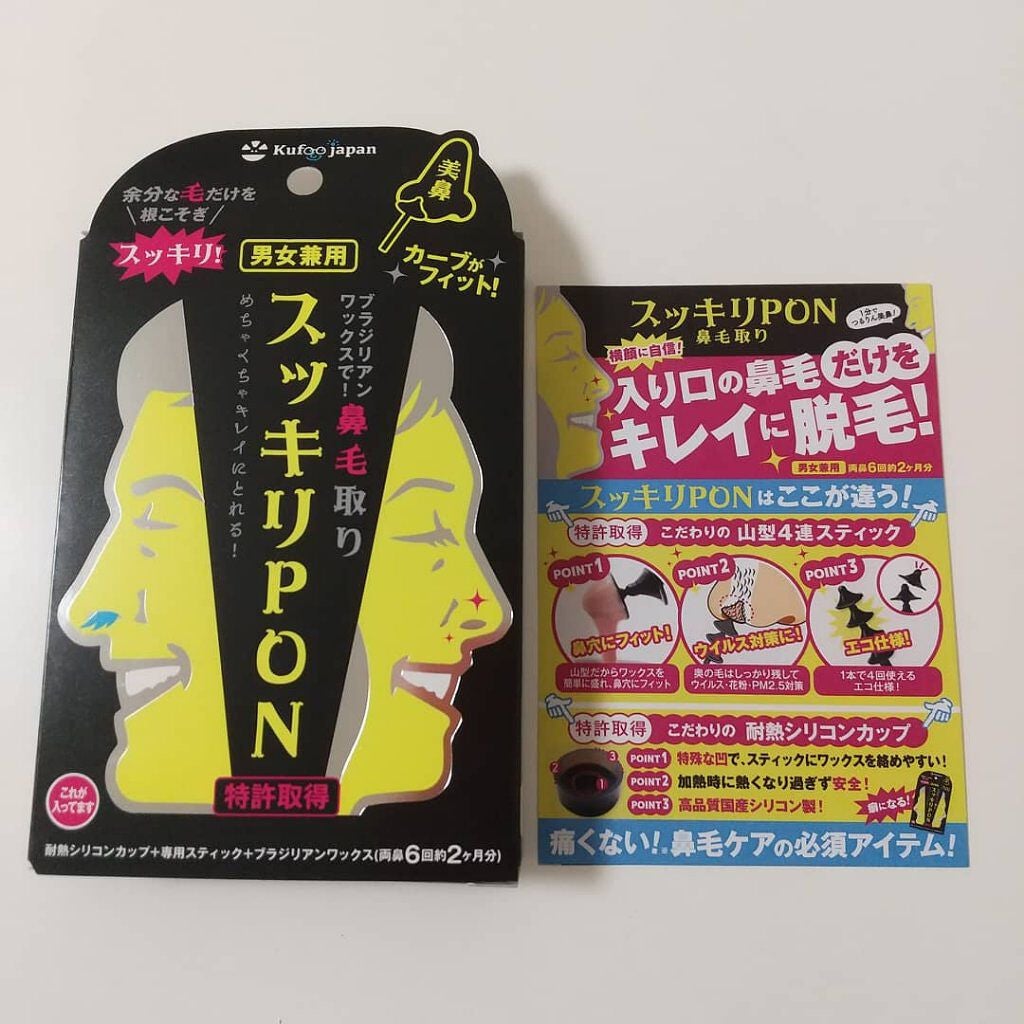 Kufoo japan
余分な毛だけを
根こそぎ
スッキリ!
男女兼用
美鼻
カーブが
フィット!
ブラジリアン
ワックスで!
鼻毛取り
スッキリPON
めちゃくちゃキレイにとれる!
特許取得
これが
入ってます
耐熱シリコンカップ+専用スティック+ブラジリアンワックス(両鼻6回約2ヶ月分)
スッキリPON
鼻毛取り
1分で
つるりん美鼻!
横顔に自信!
入り口の鼻毛だけを
キレイに脱毛!
男女兼用 両鼻6回約2ヶ月分
スッキリPONはここが違う!
特許取得 こだわりの 山型4連スティック
POINT1
鼻穴にフィット!
山型だからワックスを
簡単に盛れ、鼻穴にフィット
POINT2
ウイルス対策に!
奥の毛はしっかり残して
ウイルス・花粉・PM2.5対策
POINT3
エコ仕様!
1本で4回使える
エコ仕様!
特許取得 こだわりの 耐熱シリコンカップ
2
3
1
POINT1 特殊な凹で、スティックにワックスを絡めやすい!
POINT2 加熱時に熱くなり過ぎず安全!
POINT3 高品質国産シリコン製!
癖になる!
痛くない!※鼻毛ケアの必須アイテム!